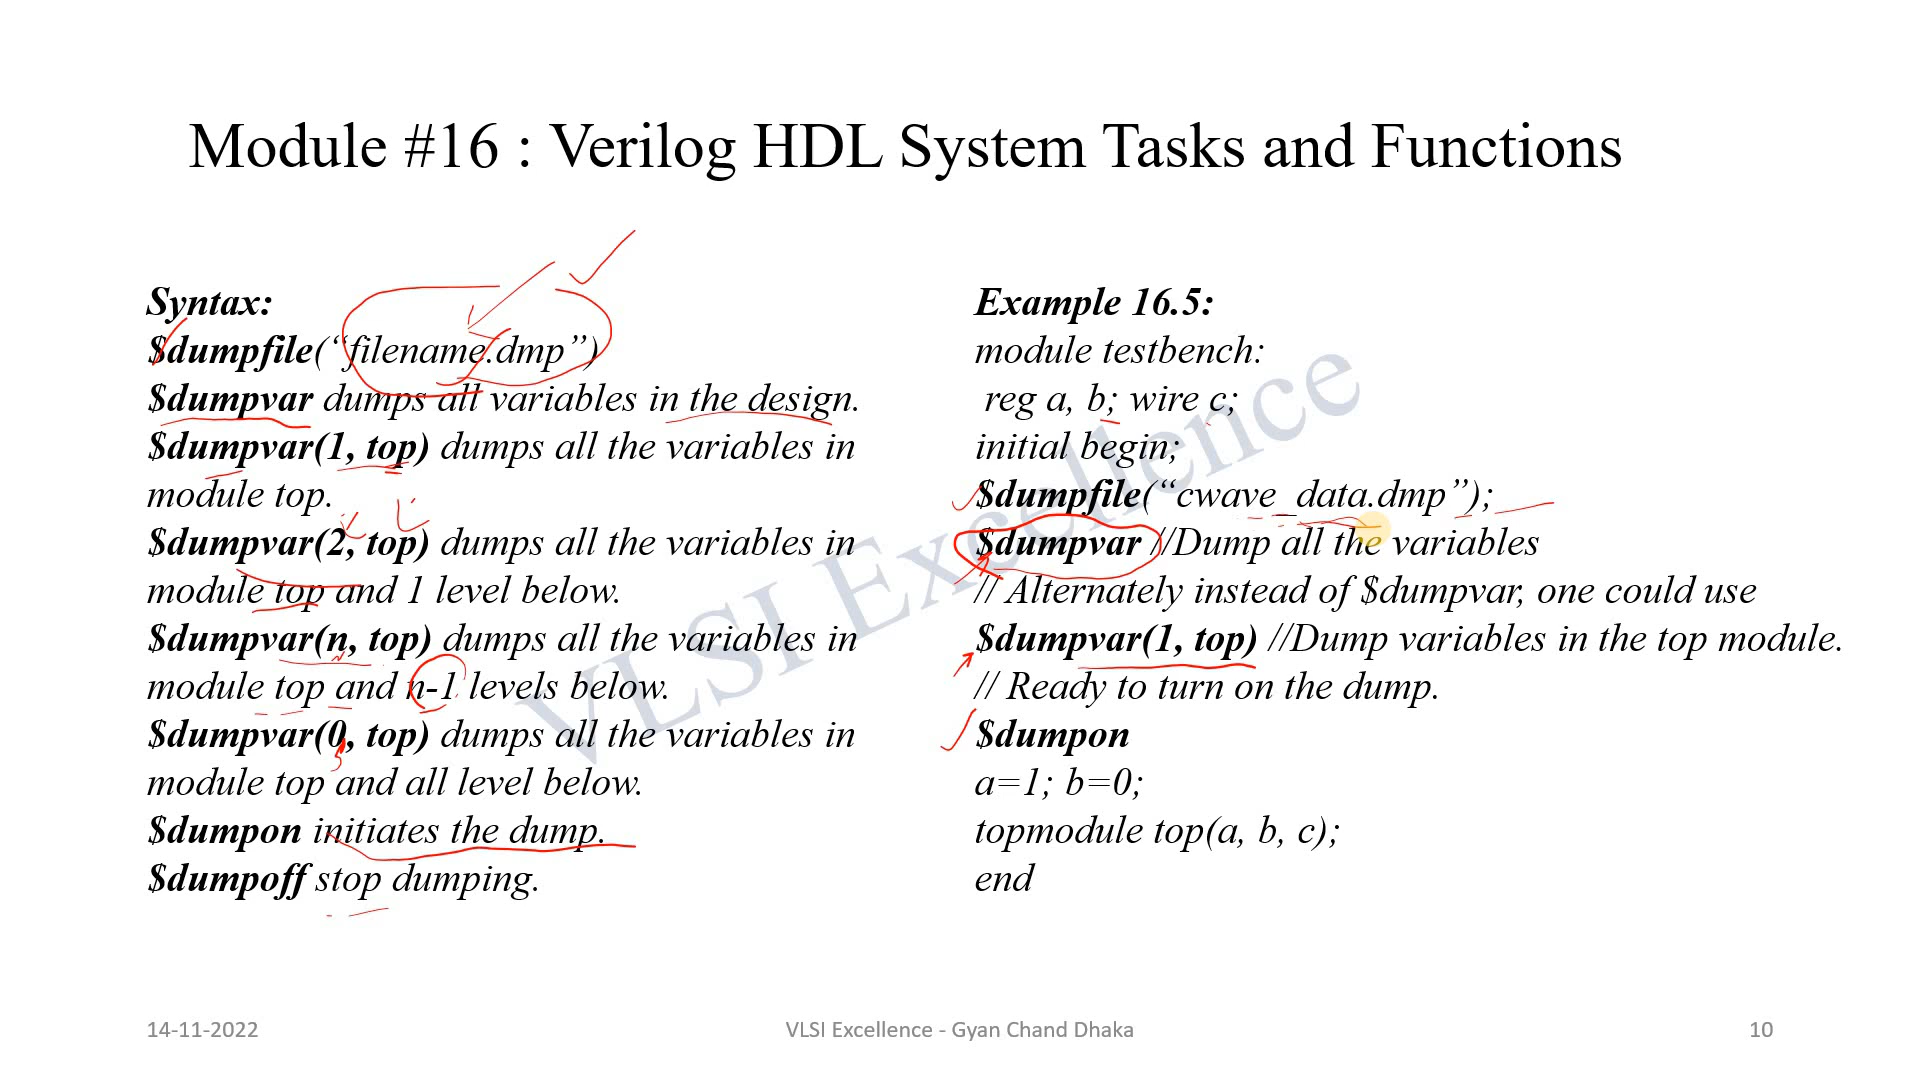 Module #16 : Verilog HDL System Tasks and Functions
Syntax:
$dumpfile(“filename.dmp”)
$dumpvar dumps all variables in the design.
$dumpvar(1, top) dumps all the variables in
module top.
$dumpvar(2, top) dumps all the variables in
module top and 1 level below.
$dumpvar(n, top) dumps all the variables in
module top and n-1 levels below.
$dumpvar(0, top) dumps all the variables in
module top and all level below.
$dumpon initiates the dump.
$dumpoff stop dumping.
Example 16.5:
module testbench:
reg a, b; wire c;
initial begin;
$dumpfile(“cwave_data.dmp”);
$dumpvar //Dump all the variables
// Alternately instead of $dumpvar, one could use
$dumpvar(1, top) //Dump variables in the top module.
// Ready to turn on the dump.
$dumpon
a=1; b=0;
topmodule top(a, b, c);
end
VLSI Excellence
14-11-2022
VLSI Excellence - Gyan Chand Dhaka
10